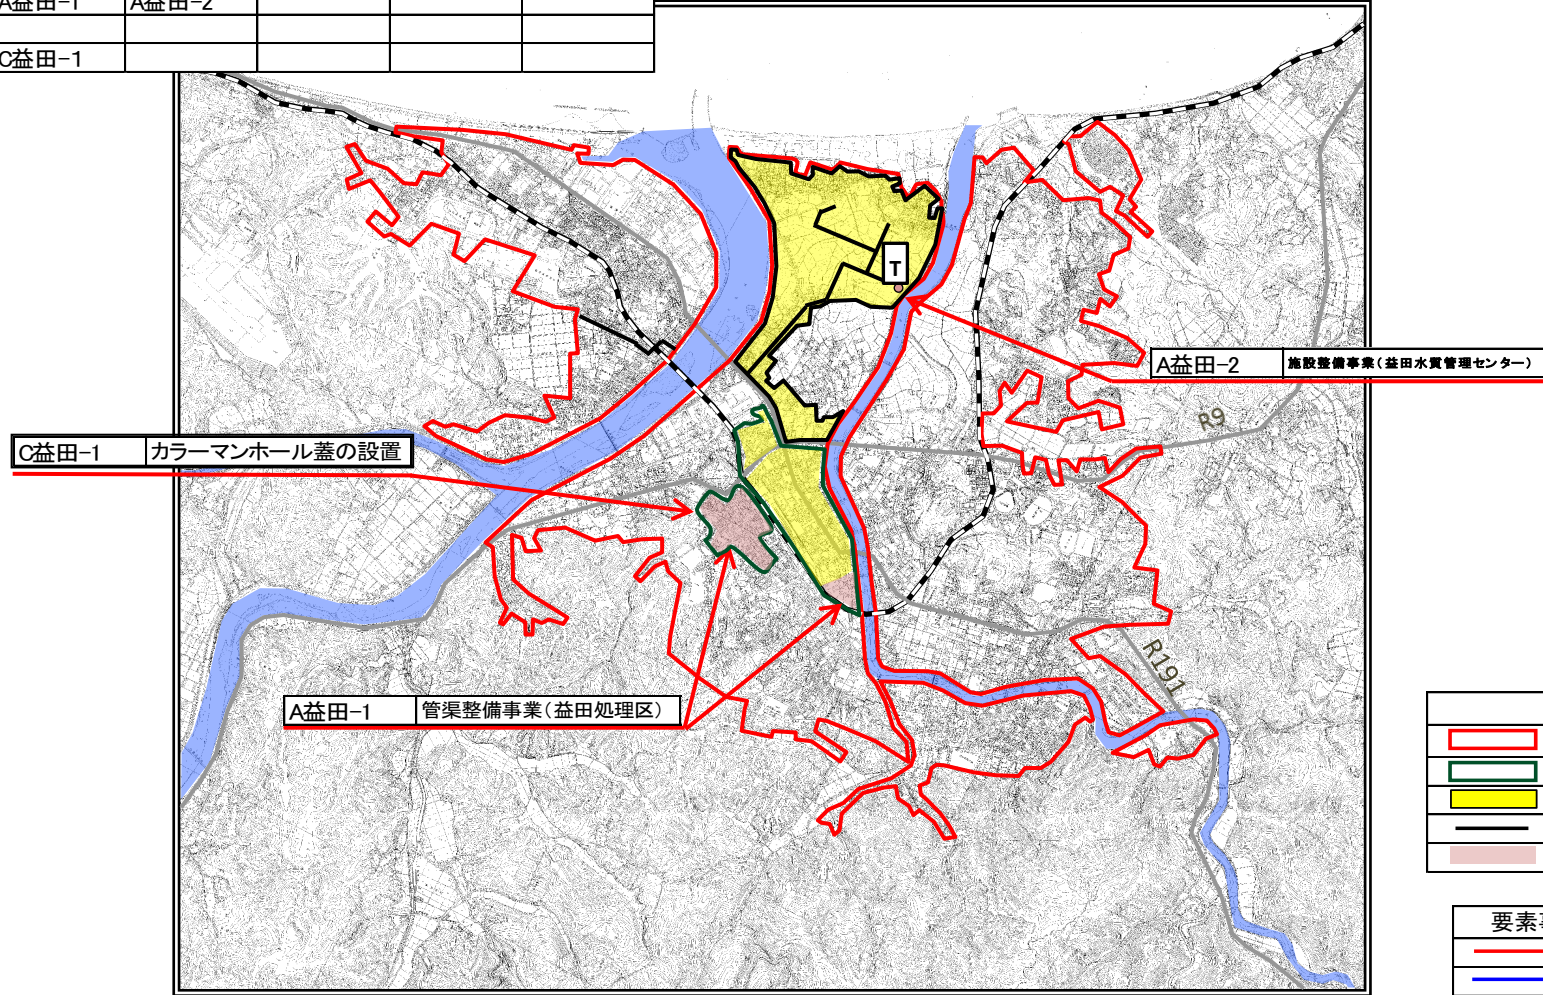 A益田-1 A益田-2
C益田-1
T
A益田-2 施設整備事業(益田水質管理センター)
R9
C益田-1 カラーマンホール蓋の設置
R191
A益田-1 管渠整備事業(益田処理区)
要素